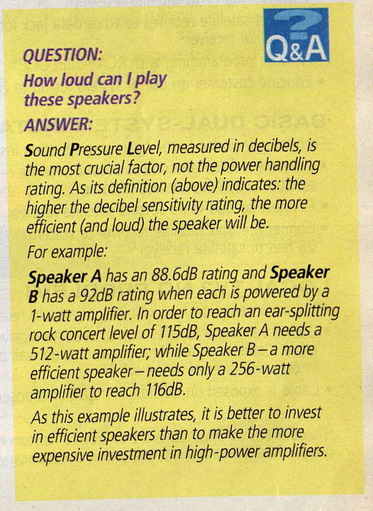 ?
Q&A
QUESTION:
How loud can I play
these speakers?
ANSWER:
Sound Pressure Level, measured in decibels, is
the most crucial factor, not the power handling
rating. As its definition (above) indicates: the
higher the decibel sensitivity rating, the more
efficient (and loud) the speaker will be.
For example:
Speaker A has an 88.6dB rating and Speaker
B has a 92dB rating when each is powered by a
1-watt amplifier. In order to reach an ear-splitting
rock concert level of 115dB, Speaker A needs a
512-watt amplifier; while Speaker B – a more
efficient speaker – needs only a 256-watt
amplifier to reach 116dB.
As this example illustrates, it is better to invest
in efficient speakers than to make the more
expensive investment in high-power amplifiers.